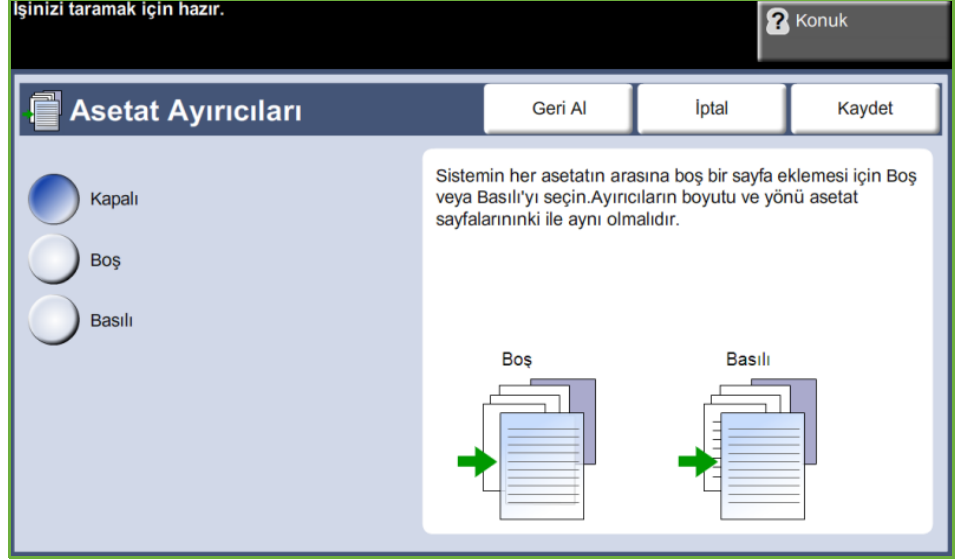 İşinizi taramak için hazır.
Konuk
Asetat Ayırıcıları
Geri Al
İptal
Kaydet
Kapalı
Boş
Basılı
Sistemin her asetatın arasına boş bir sayfa eklemesi için Boş
veya Basılı'yı seçin.Ayırıcıların boyutu ve yönü asetat
sayfalarınınki ile aynı olmalıdır.
Boş
Basılı